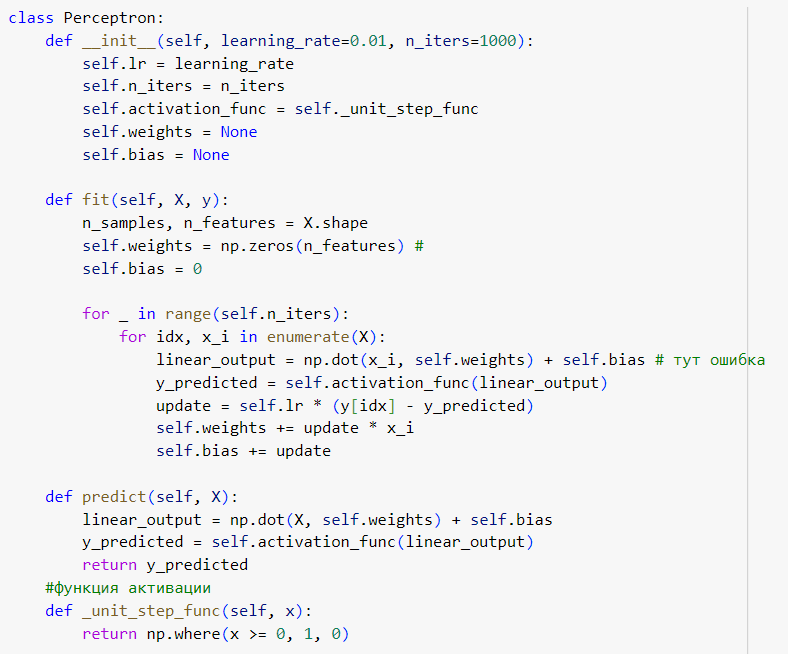 class Perceptron:
    def __init__(self, learning_rate=0.01, n_iters=1000):
        self.lr = learning_rate
        self.n_iters = n_iters
        self.activation_func = self._unit_step_func
        self.weights = None
        self.bias = None

    def fit(self, X, y):
        n_samples, n_features = X.shape
        self.weights = np.zeros(n_features) #
        self.bias = 0

        for _ in range(self.n_iters):
            for idx, x_i in enumerate(X):
                linear_output = np.dot(x_i, self.weights) + self.bias # тут ошибка
                y_predicted = self.activation_func(linear_output)
                update = self.lr * (y[idx] - y_predicted)
                self.weights += update * x_i
                self.bias += update

    def predict(self, X):
        linear_output = np.dot(X, self.weights) + self.bias
        y_predicted = self.activation_func(linear_output)
        return y_predicted
    #функция активации
    def _unit_step_func(self, x):
        return np.where(x >= 0, 1, 0)